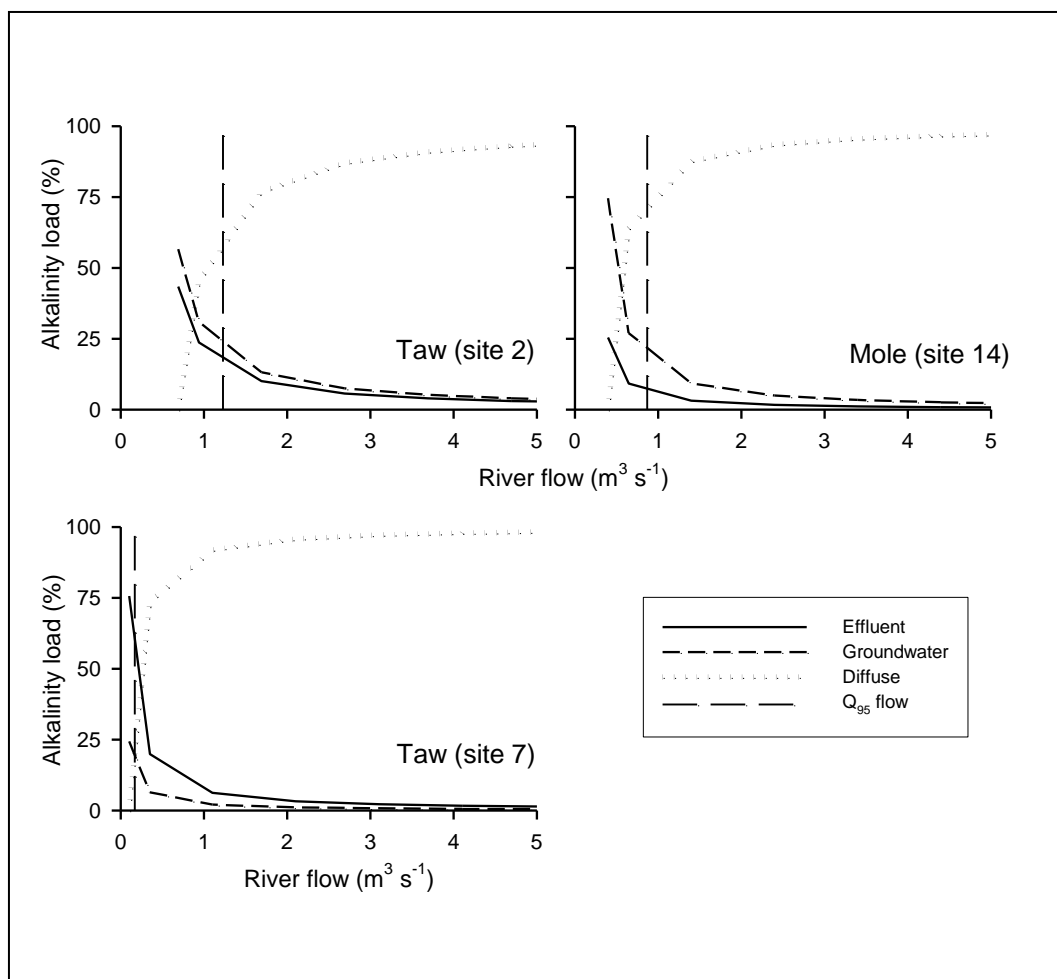 100
75
50
25
0
Alkalinity load (%)
Taw (site 2)
Mole (site 14)
0 1 2 3 4 5
0 1 2 3 4 5
River flow (m³ s⁻¹)
100
75
50
25
0
Alkalinity load (%)
Taw (site 7)
0 1 2 3 4 5
River flow (m³ s⁻¹)
Effluent
Groundwater
Diffuse
Q₉₅ flow